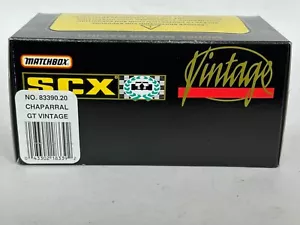 MATCHBOX
SCX
Vintage
NO. 83390.20
CHAPARRAL
GT VINTAGE